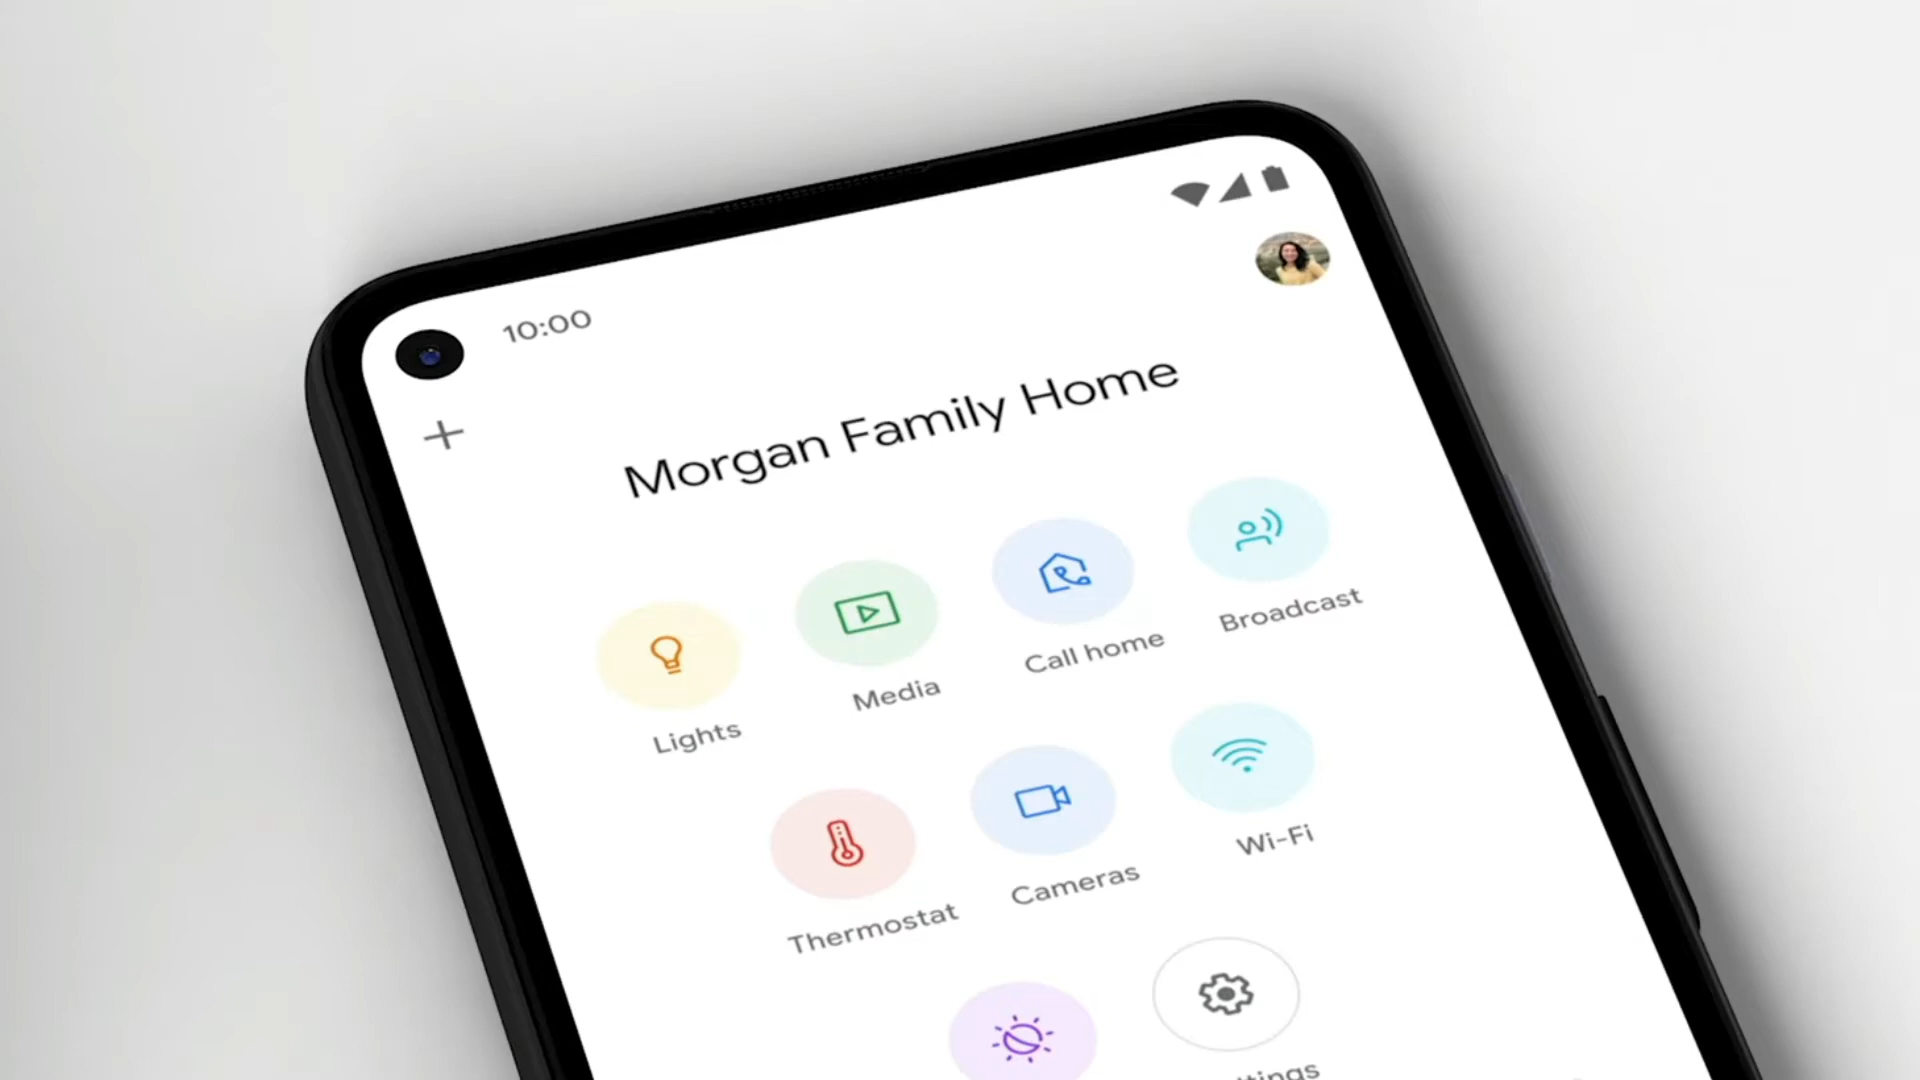 10:00
Morgan Family Home
Lights
Media
Call home
Broadcast
Thermostat
Cameras
Wi-Fi